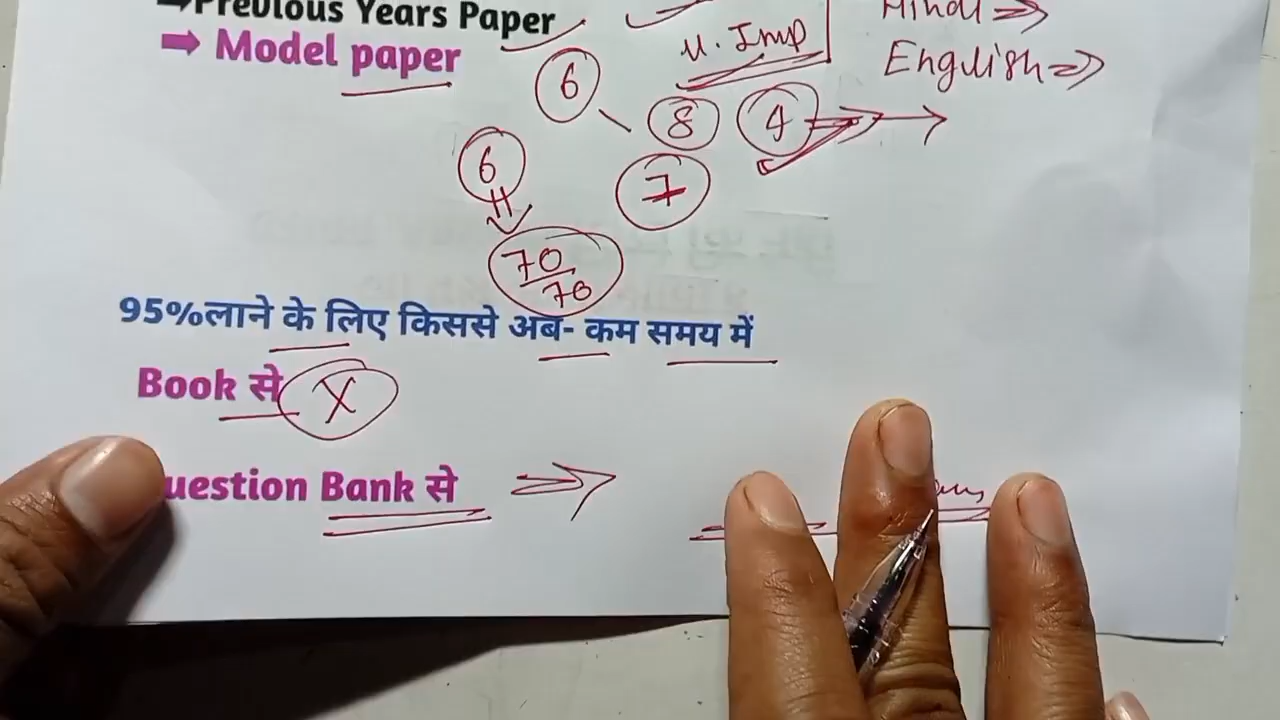 ➡Previous Years Paper
➡ Model paper
V. Imp
Hindi ⇒
English ⇒
6
8
4
6
7
70/70
95%लाने के लिए किससे अब- कम समय में
Book से X
uestion Bank से ⇒